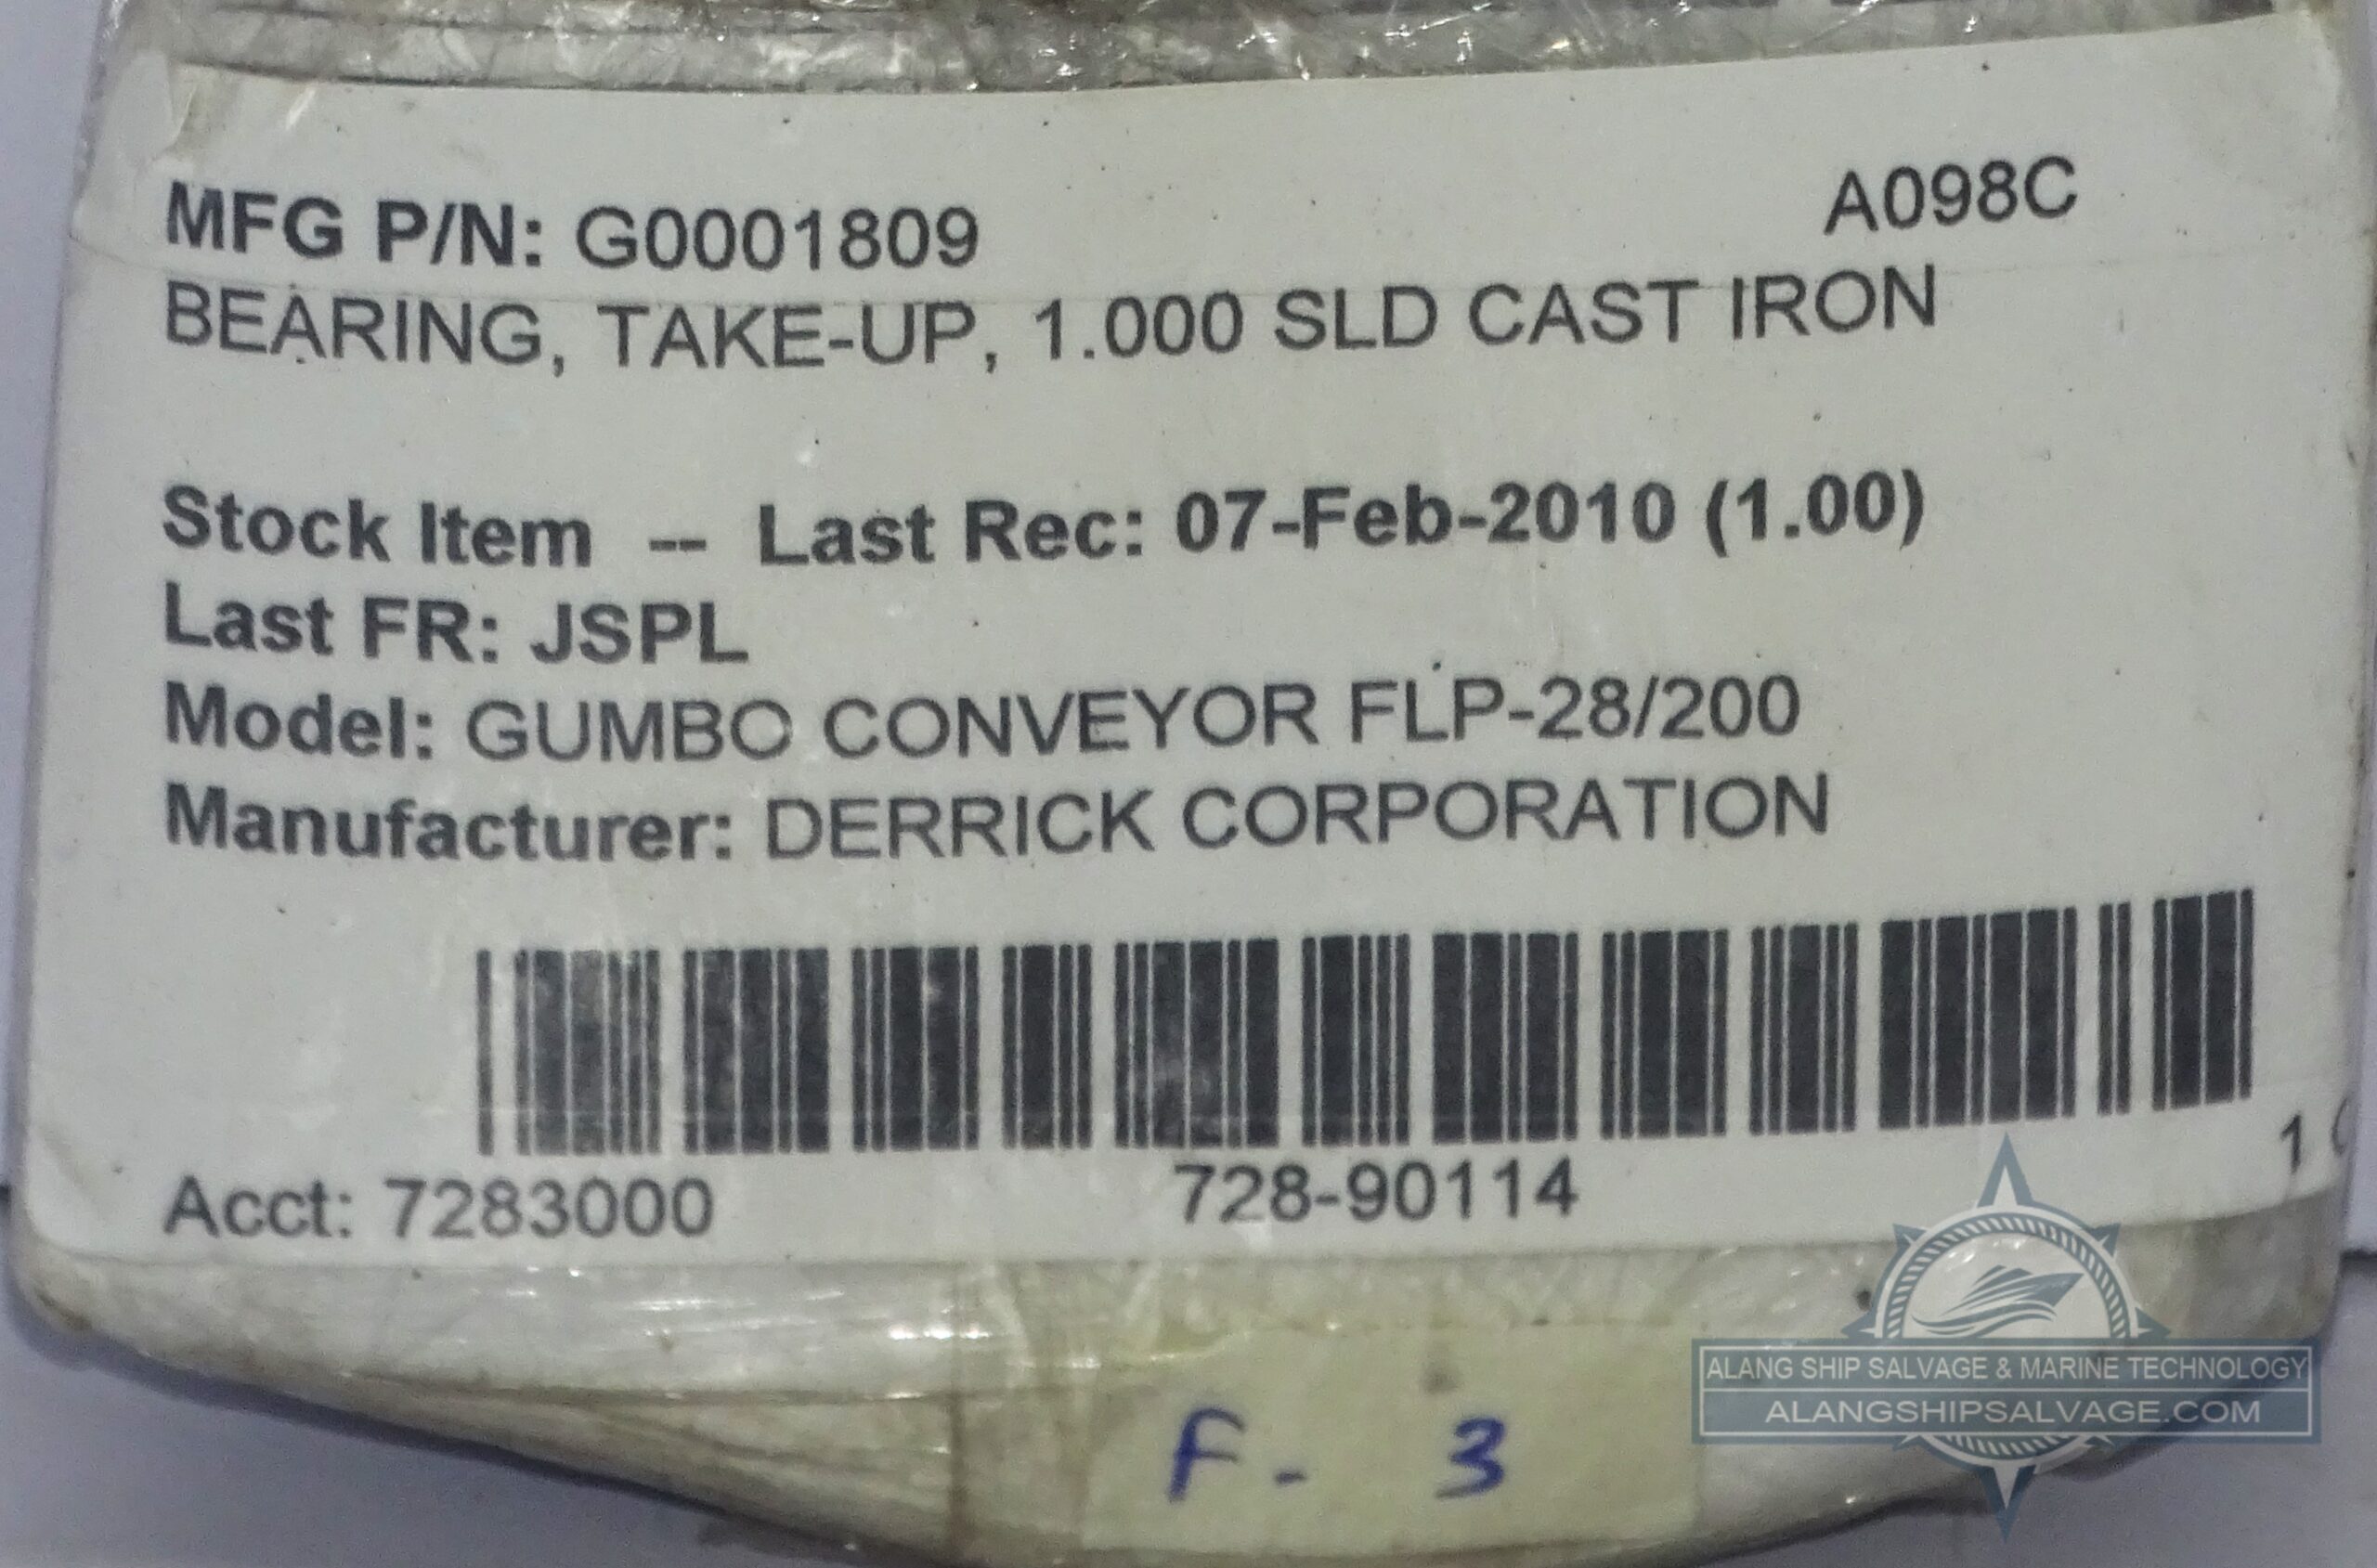 MFG P/N: G0001809 A098C
BEARING, TAKE-UP, 1.000 SLD CAST IRON
Stock Item -- Last Rec: 07-Feb-2010 (1.00)
Last FR: JSPL
Model: GUMBO CONVEYOR FLP-28/200
Manufacturer: DERRICK CORPORATION
Acct: 7283000 728-90114 1
F- 3
ALANG SHIP SALVAGE & MARINE TECHNOLOGY
ALANGSHIPSALVAGE.COM